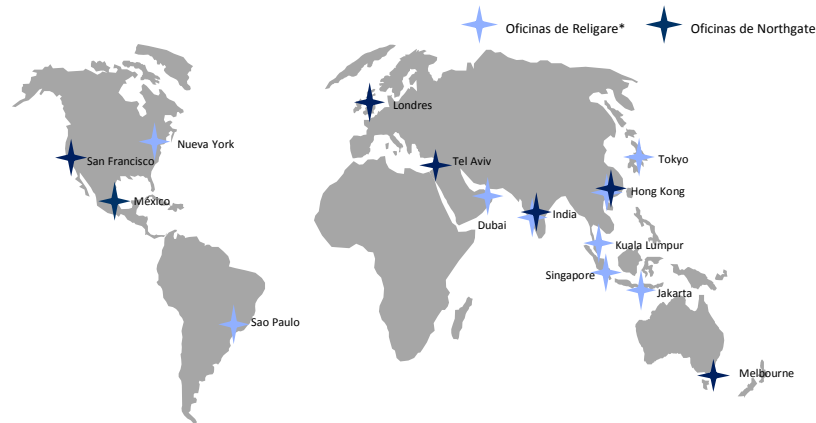 Oficinas de Religare*
Oficinas de Northgate
Londres
Nueva York
San Francisco
Tel Aviv
Tokyo
México
Hong Kong
India
Dubai
Kuala Lumpur
Singapore
Jakarta
Sao Paulo
Melbourne